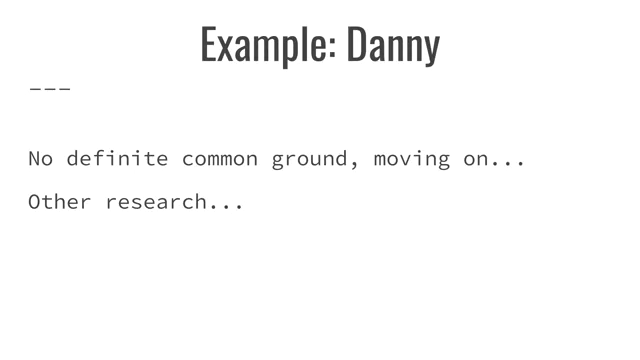 Example: Danny
---
No definite common ground, moving on...
Other research...